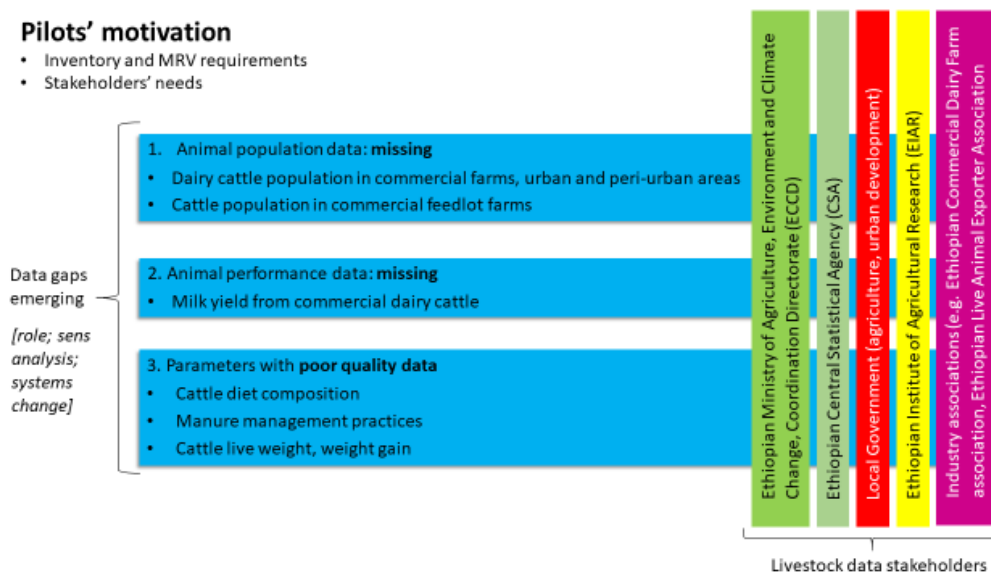 Pilots' motivation
• Inventory and MRV requirements
• Stakeholders' needs
Data gaps
emerging
[role; sens
analysis;
systems
change]
1. Animal population data: missing
• Dairy cattle population in commercial farms, urban and peri-urban areas
• Cattle population in commercial feedlot farms
2. Animal performance data: missing
• Milk yield from commercial dairy cattle
3. Parameters with poor quality data
• Cattle diet composition
• Manure management practices
• Cattle live weight, weight gain
Ethiopian Ministry of Agriculture, Environment and Climate
Change, Coordination Directorate (ECCD)
Ethiopian Central Statistical Agency (CSA)
Local Government (agriculture, urban development)
Ethiopian Institute of Agricultural Research (EIAR)
Industry associations (e.g. Ethiopian Commercial Dairy Farm
association, Ethiopian Live Animal Exporter Association
Livestock data stakeholders